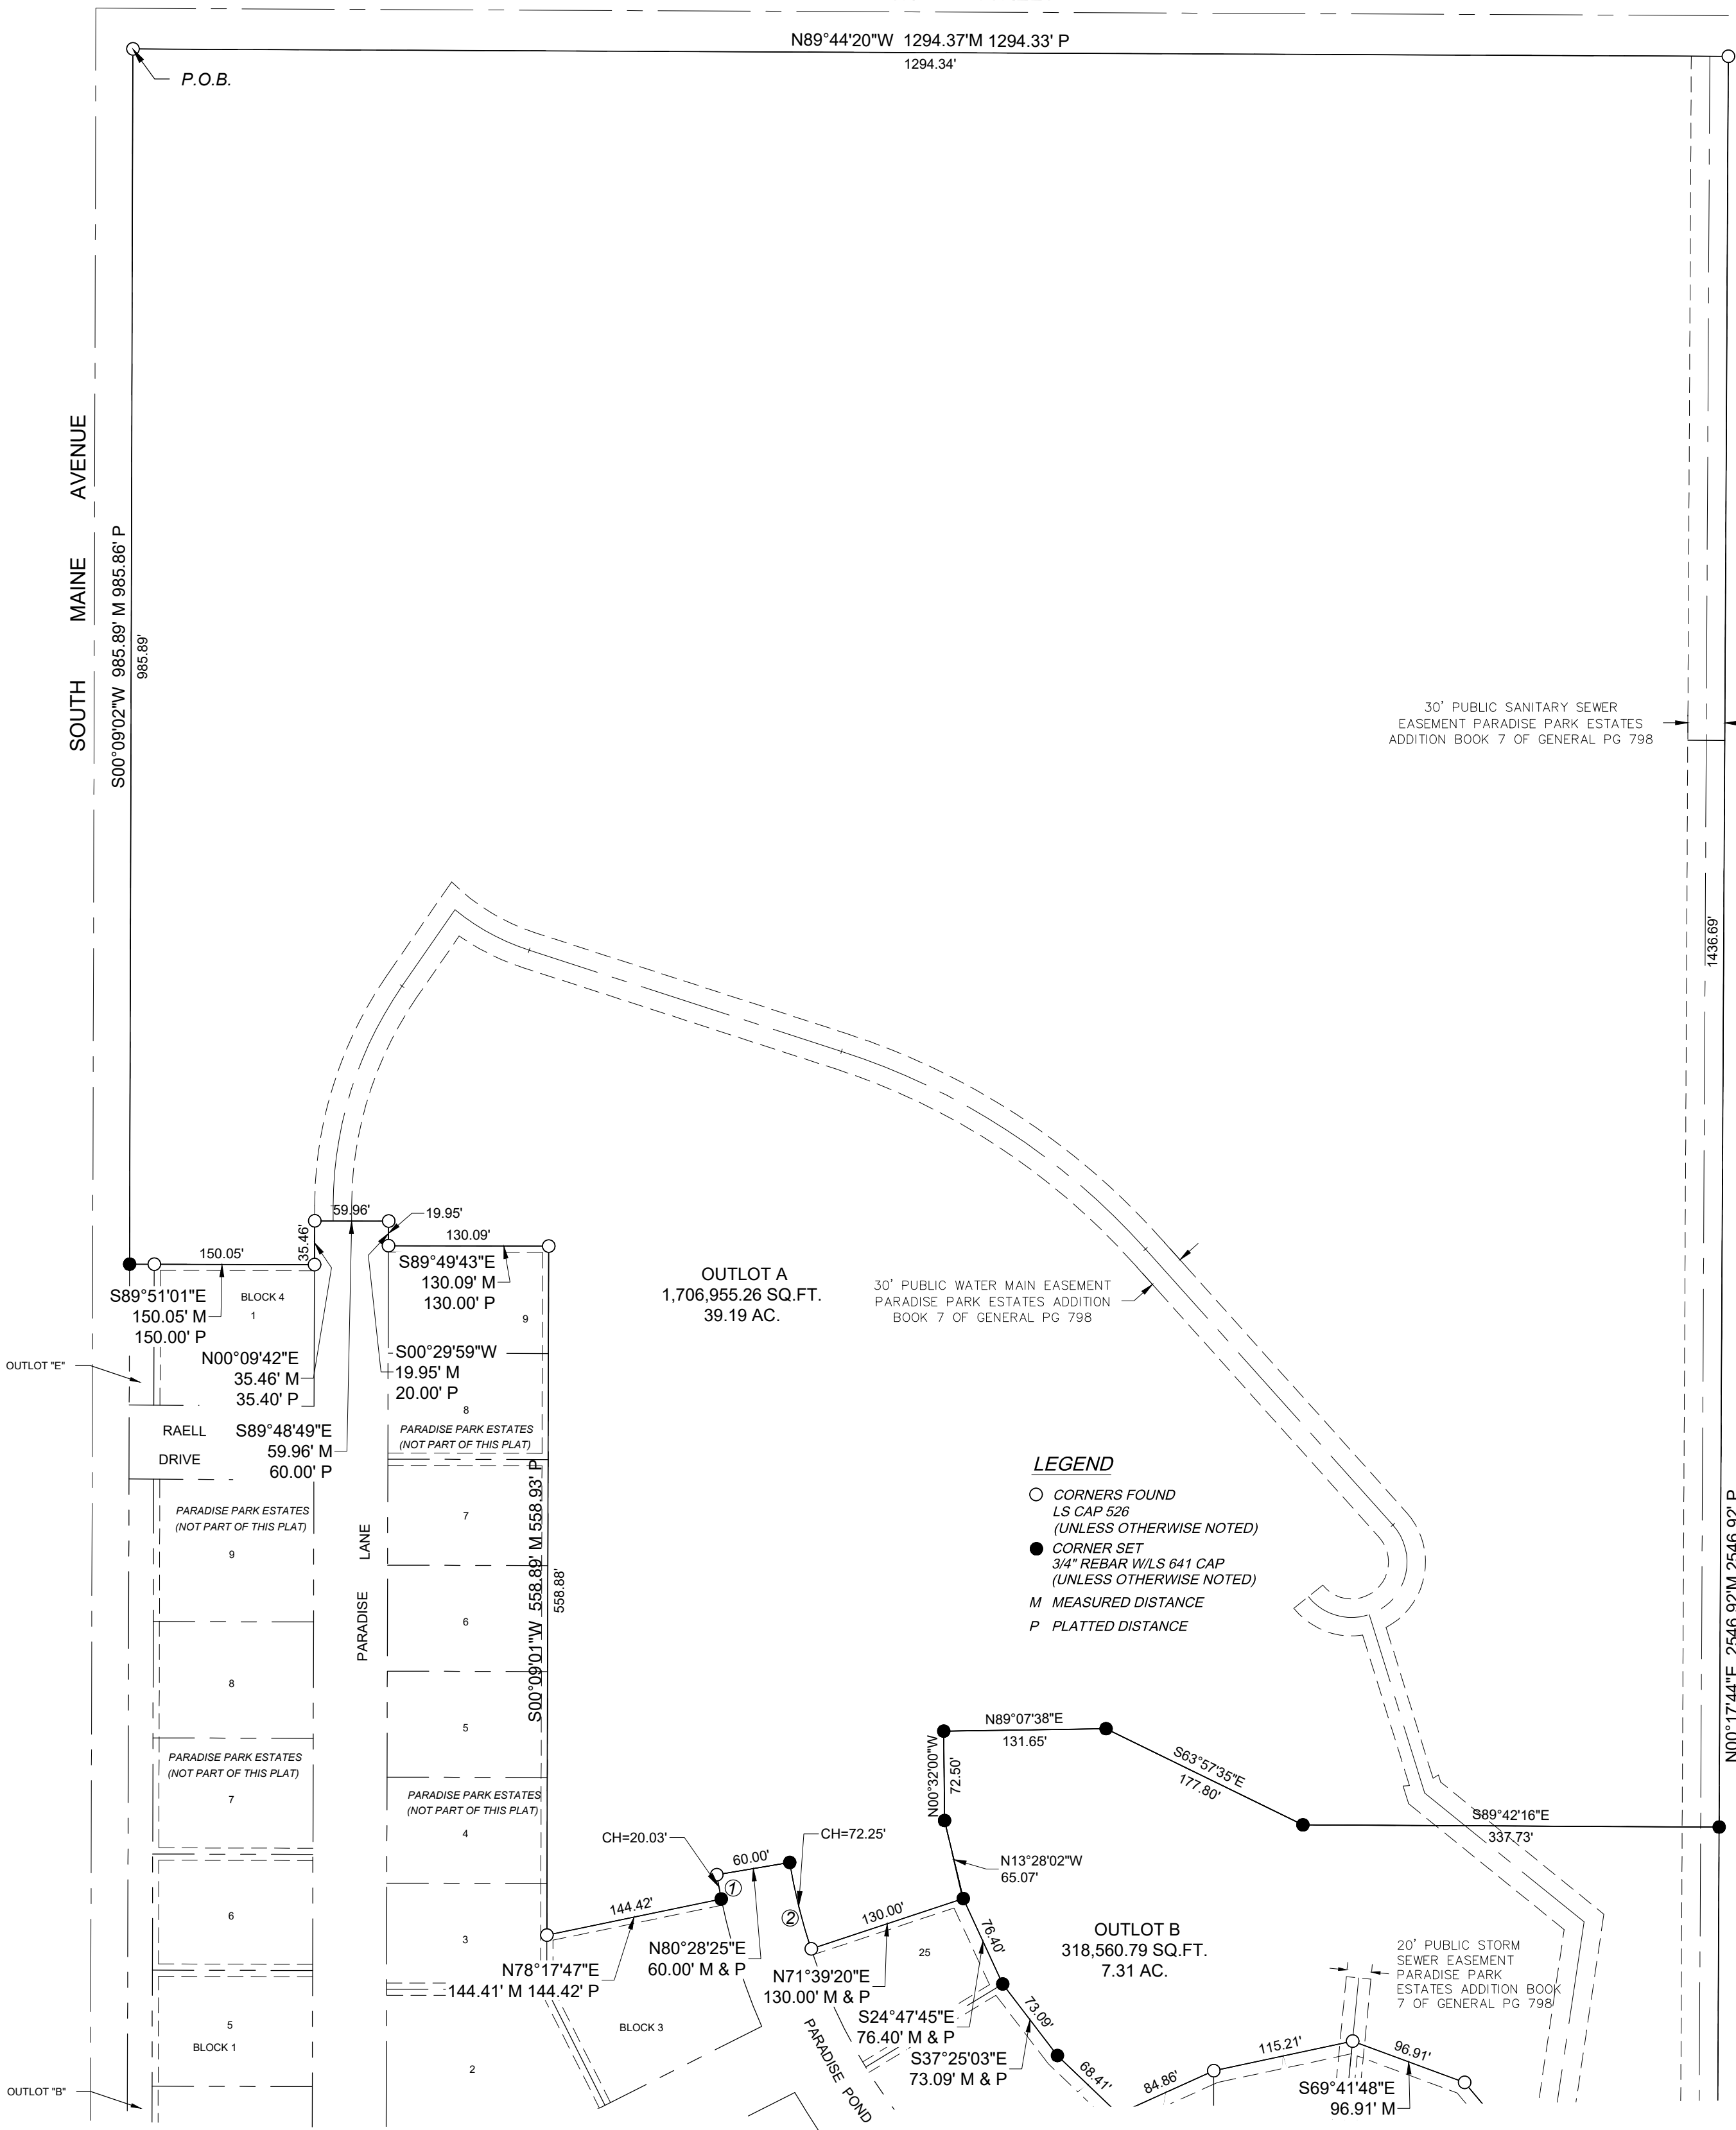 N89°44'20"W 1294.37'M 1294.33' P
1294.34'
P.O.B.
SOUTH MAINE AVENUE
S00°09'02"W 985.89' M 985.86' P
985.89'
30' PUBLIC SANITARY SEWER
EASEMENT PARADISE PARK ESTATES
ADDITION BOOK 7 OF GENERAL PG 798
1436.69'
N00°17'44"E 2546.92'M 2546.92' P
59.96'
19.95'
35.46'
150.05'
130.09'
S89°49'43"E
130.09' M
130.00' P
S89°51'01"E
150.05' M
150.00' P
BLOCK 4
1
9
OUTLOT A
1,706,955.26 SQ.FT.
39.19 AC.
30' PUBLIC WATER MAIN EASEMENT
PARADISE PARK ESTATES ADDITION
BOOK 7 OF GENERAL PG 798
OUTLOT "E"
N00°09'42"E
35.46' M
35.40' P
S00°29'59"W
19.95' M
20.00' P
8
RAELL
DRIVE
S89°48'49"E
59.96' M
60.00' P
PARADISE PARK ESTATES
(NOT PART OF THIS PLAT)
LEGEND
CORNERS FOUND
LS CAP 526
(UNLESS OTHERWISE NOTED)
CORNER SET
3/4" REBAR W/LS 641 CAP
(UNLESS OTHERWISE NOTED)
M MEASURED DISTANCE
P PLATTED DISTANCE
PARADISE PARK ESTATES
(NOT PART OF THIS PLAT)
9
7
PARADISE LANE
S00°09'01"W 558.89' M 558.93' P
558.88'
6
8
5
PARADISE PARK ESTATES
(NOT PART OF THIS PLAT)
7
PARADISE PARK ESTATES
(NOT PART OF THIS PLAT)
4
N89°07'38"E
131.65'
N00°32'00"W
72.50'
S63°57'35"E
177.80'
S89°42'16"E
337.73'
CH=20.03'
CH=72.25'
60.00'
1
2
N13°28'02"W
65.07'
144.42'
130.00'
76.40'
6
3
N80°28'25"E
60.00' M & P
25
OUTLOT B
318,560.79 SQ.FT.
7.31 AC.
N78°17'47"E
144.41' M 144.42' P
N71°39'20"E
130.00' M & P
20' PUBLIC STORM
SEWER EASEMENT
PARADISE PARK
ESTATES ADDITION BOOK
7 OF GENERAL PG 798
S24°47'45"E
76.40' M & P
73.09'
5
BLOCK 1
BLOCK 3
PARADISE POND
S37°25'03"E
73.09' M & P
68.41'
84.86'
115.21'
96.91'
S69°41'48"E
96.91' M
2
OUTLOT "B"